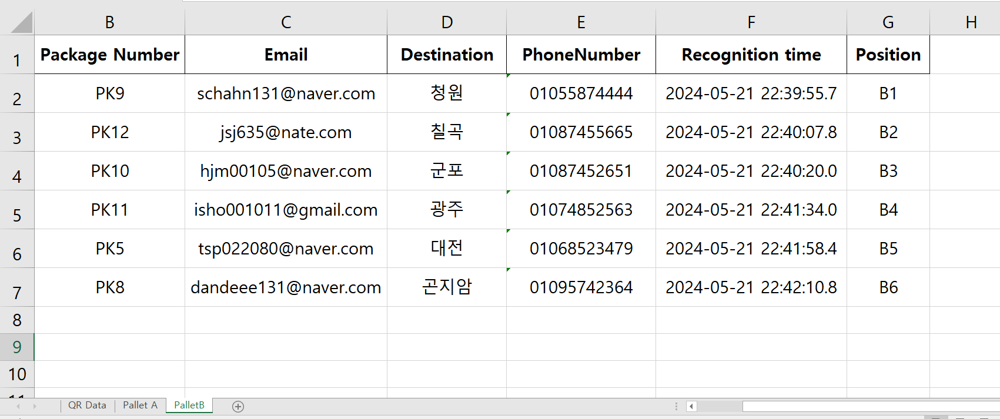 B C D E F G H
1 Package Number Email Destination PhoneNumber Recognition time Position
2 PK9 schahn131@naver.com 청원 01055874444 2024-05-21 22:39:55.7 B1
3 PK12 jsj635@nate.com 칠곡 01087455665 2024-05-21 22:40:07.8 B2
4 PK10 hjm00105@naver.com 군포 01087452651 2024-05-21 22:40:20.0 B3
5 PK11 isho001011@gmail.com 광주 01074852563 2024-05-21 22:41:34.0 B4
6 PK5 tsp022080@naver.com 대전 01068523479 2024-05-21 22:41:58.4 B5
7 PK8 dandeee131@naver.com 곤지암 01095742364 2024-05-21 22:42:10.8 B6
8
9
10
11
QR Data Pallet A PalletB